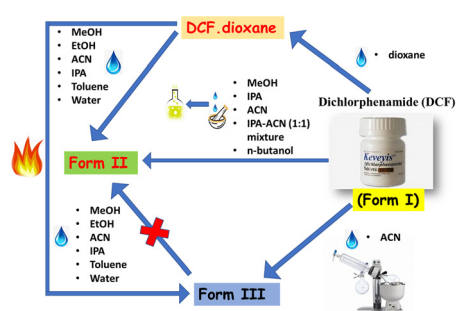 • MeOH
• EtOH
• ACN
• IPA
• Toluene
• Water
DCF.dioxane
• dioxane
• MeOH
• IPA
• ACN
• IPA-ACN (1:1)
mixture
• n-butanol
Dichlorphenamide (DCF)
Keveyis
(dichlorphenamide)
Form II
(Form I)
• MeOH
• EtOH
• ACN
• IPA
• Toluene
• Water
• ACN
Form III